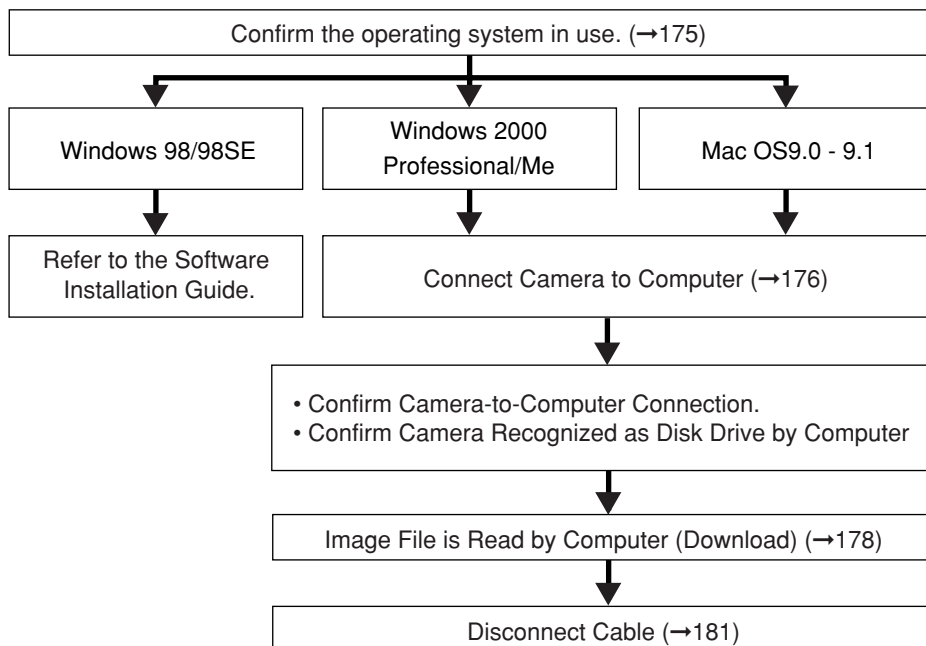 Confirm the operating system in use. (→175)
Windows 98/98SE
Windows 2000
Professional/Me
Mac OS9.0 - 9.1
Refer to the Software
Installation Guide.
Connect Camera to Computer (→176)
• Confirm Camera-to-Computer Connection.
• Confirm Camera Recognized as Disk Drive by Computer
Image File is Read by Computer (Download) (→178)
Disconnect Cable (→181)